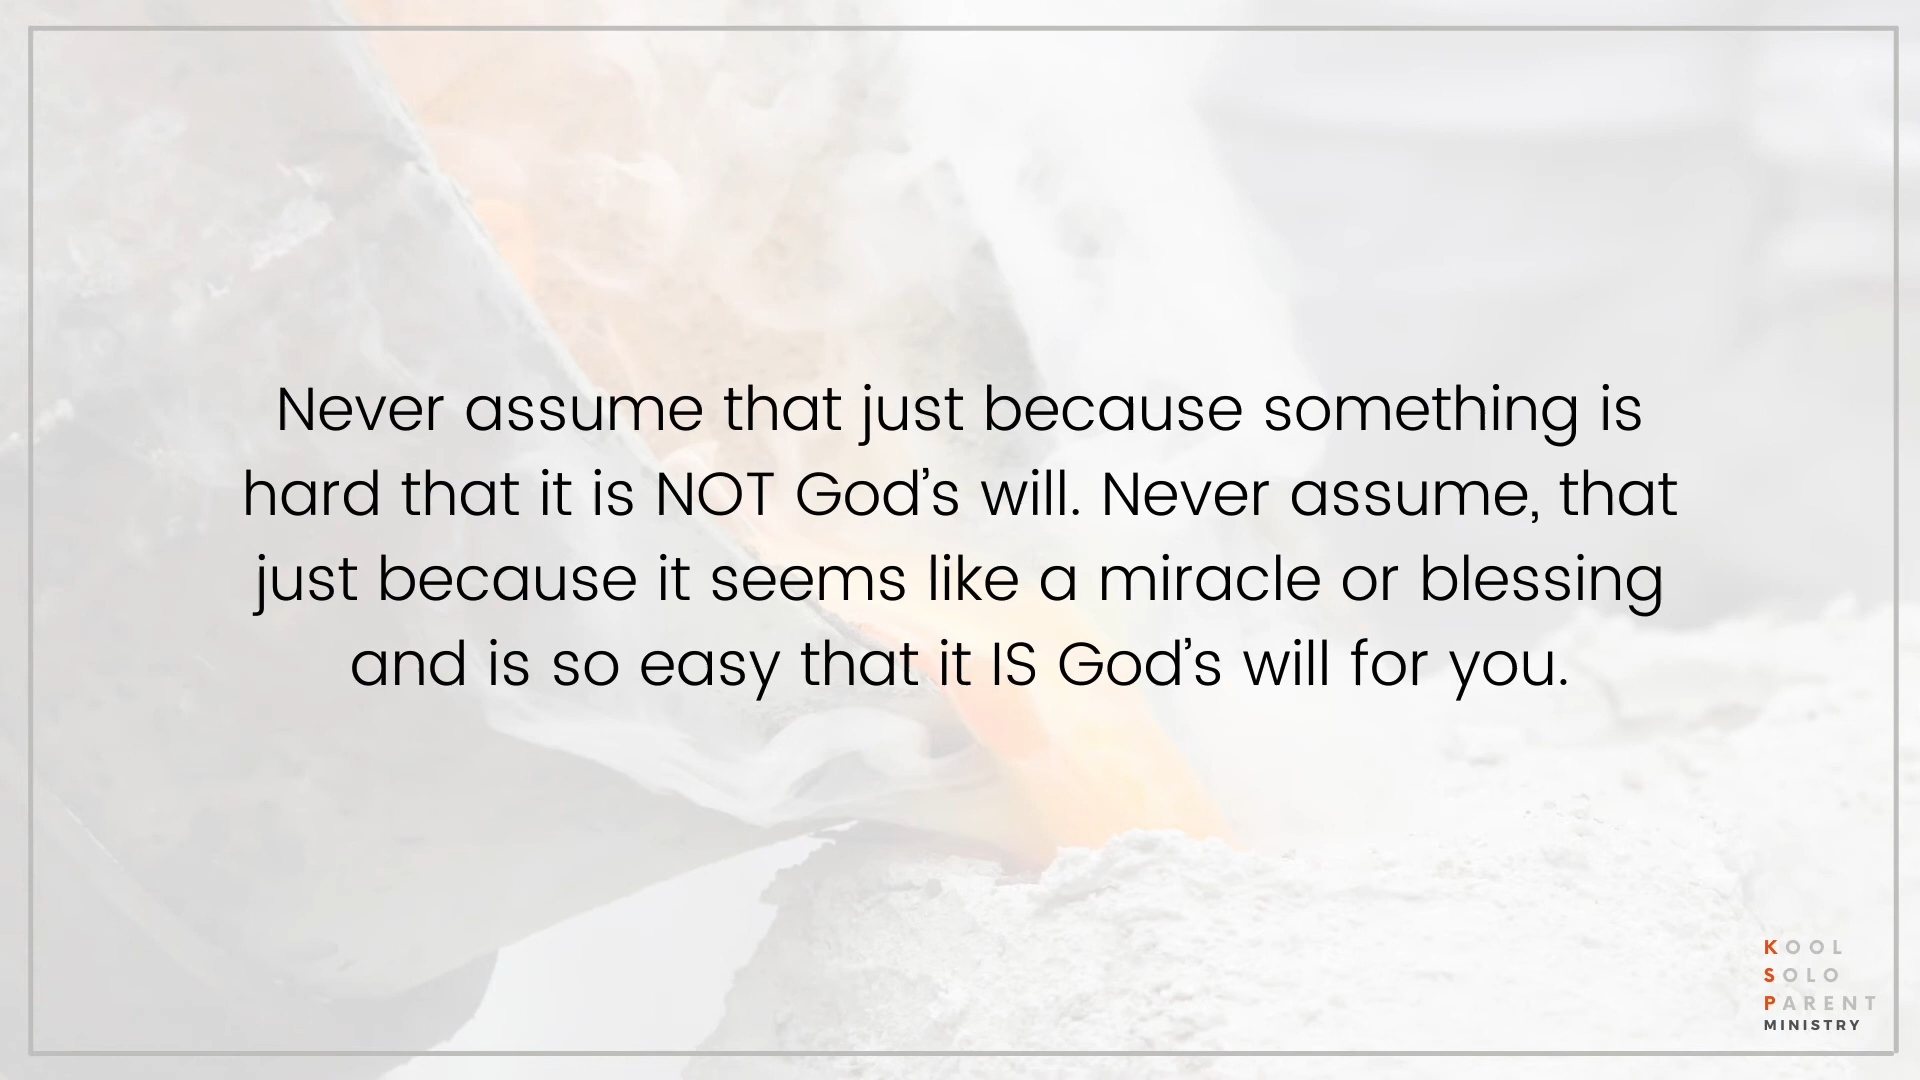 Never assume that just because something is
hard that it is NOT God’s will. Never assume, that
just because it seems like a miracle or blessing
and is so easy that it IS God’s will for you.
KOOL
SOLO
PARENT
MINISTRY